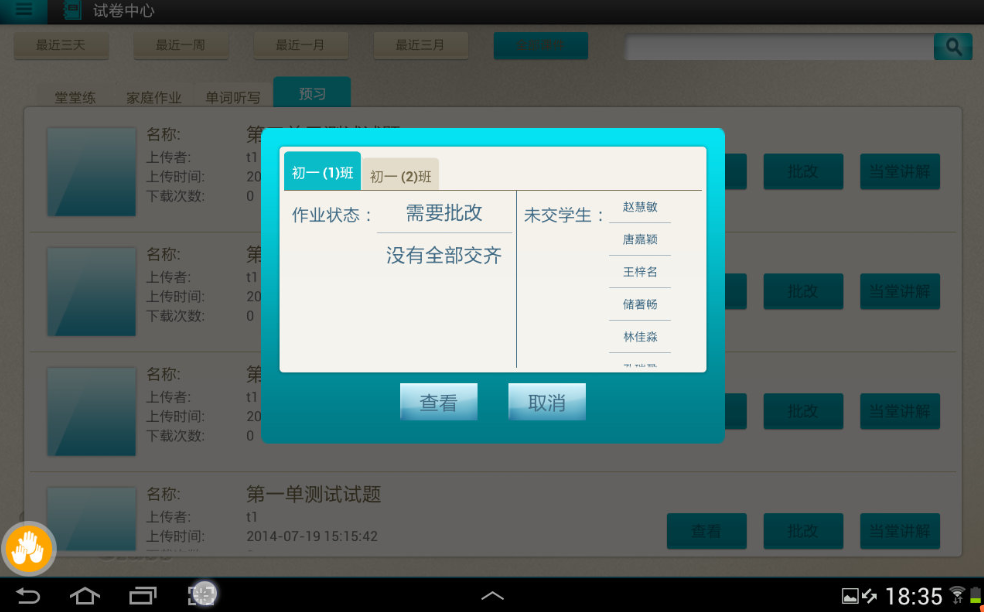 试卷中心
最近三天
最近一周
最近一月
最近三月
堂堂练
家庭作业
单词听写
预习
名称:
第
上传者:
t1
上传时间:
20
下载次数:
0
批改
当堂讲解
初一 (1)班
初一 (2)班
作业状态：
需要批改
没有全部交齐
未交学生：
赵慧敏
唐嘉颖
王梓名
储著畅
林佳淼
查看
取消
名称:
第
上传者:
t1
上传时间:
20
下载次数:
0
批改
当堂讲解
名称:
第
上传者:
t1
上传时间:
20
下载次数:
0
批改
当堂讲解
名称:
第一单测试试题
上传者:
t1
上传时间:
2014-07-19 15:15:42
查看
批改
当堂讲解
18:35